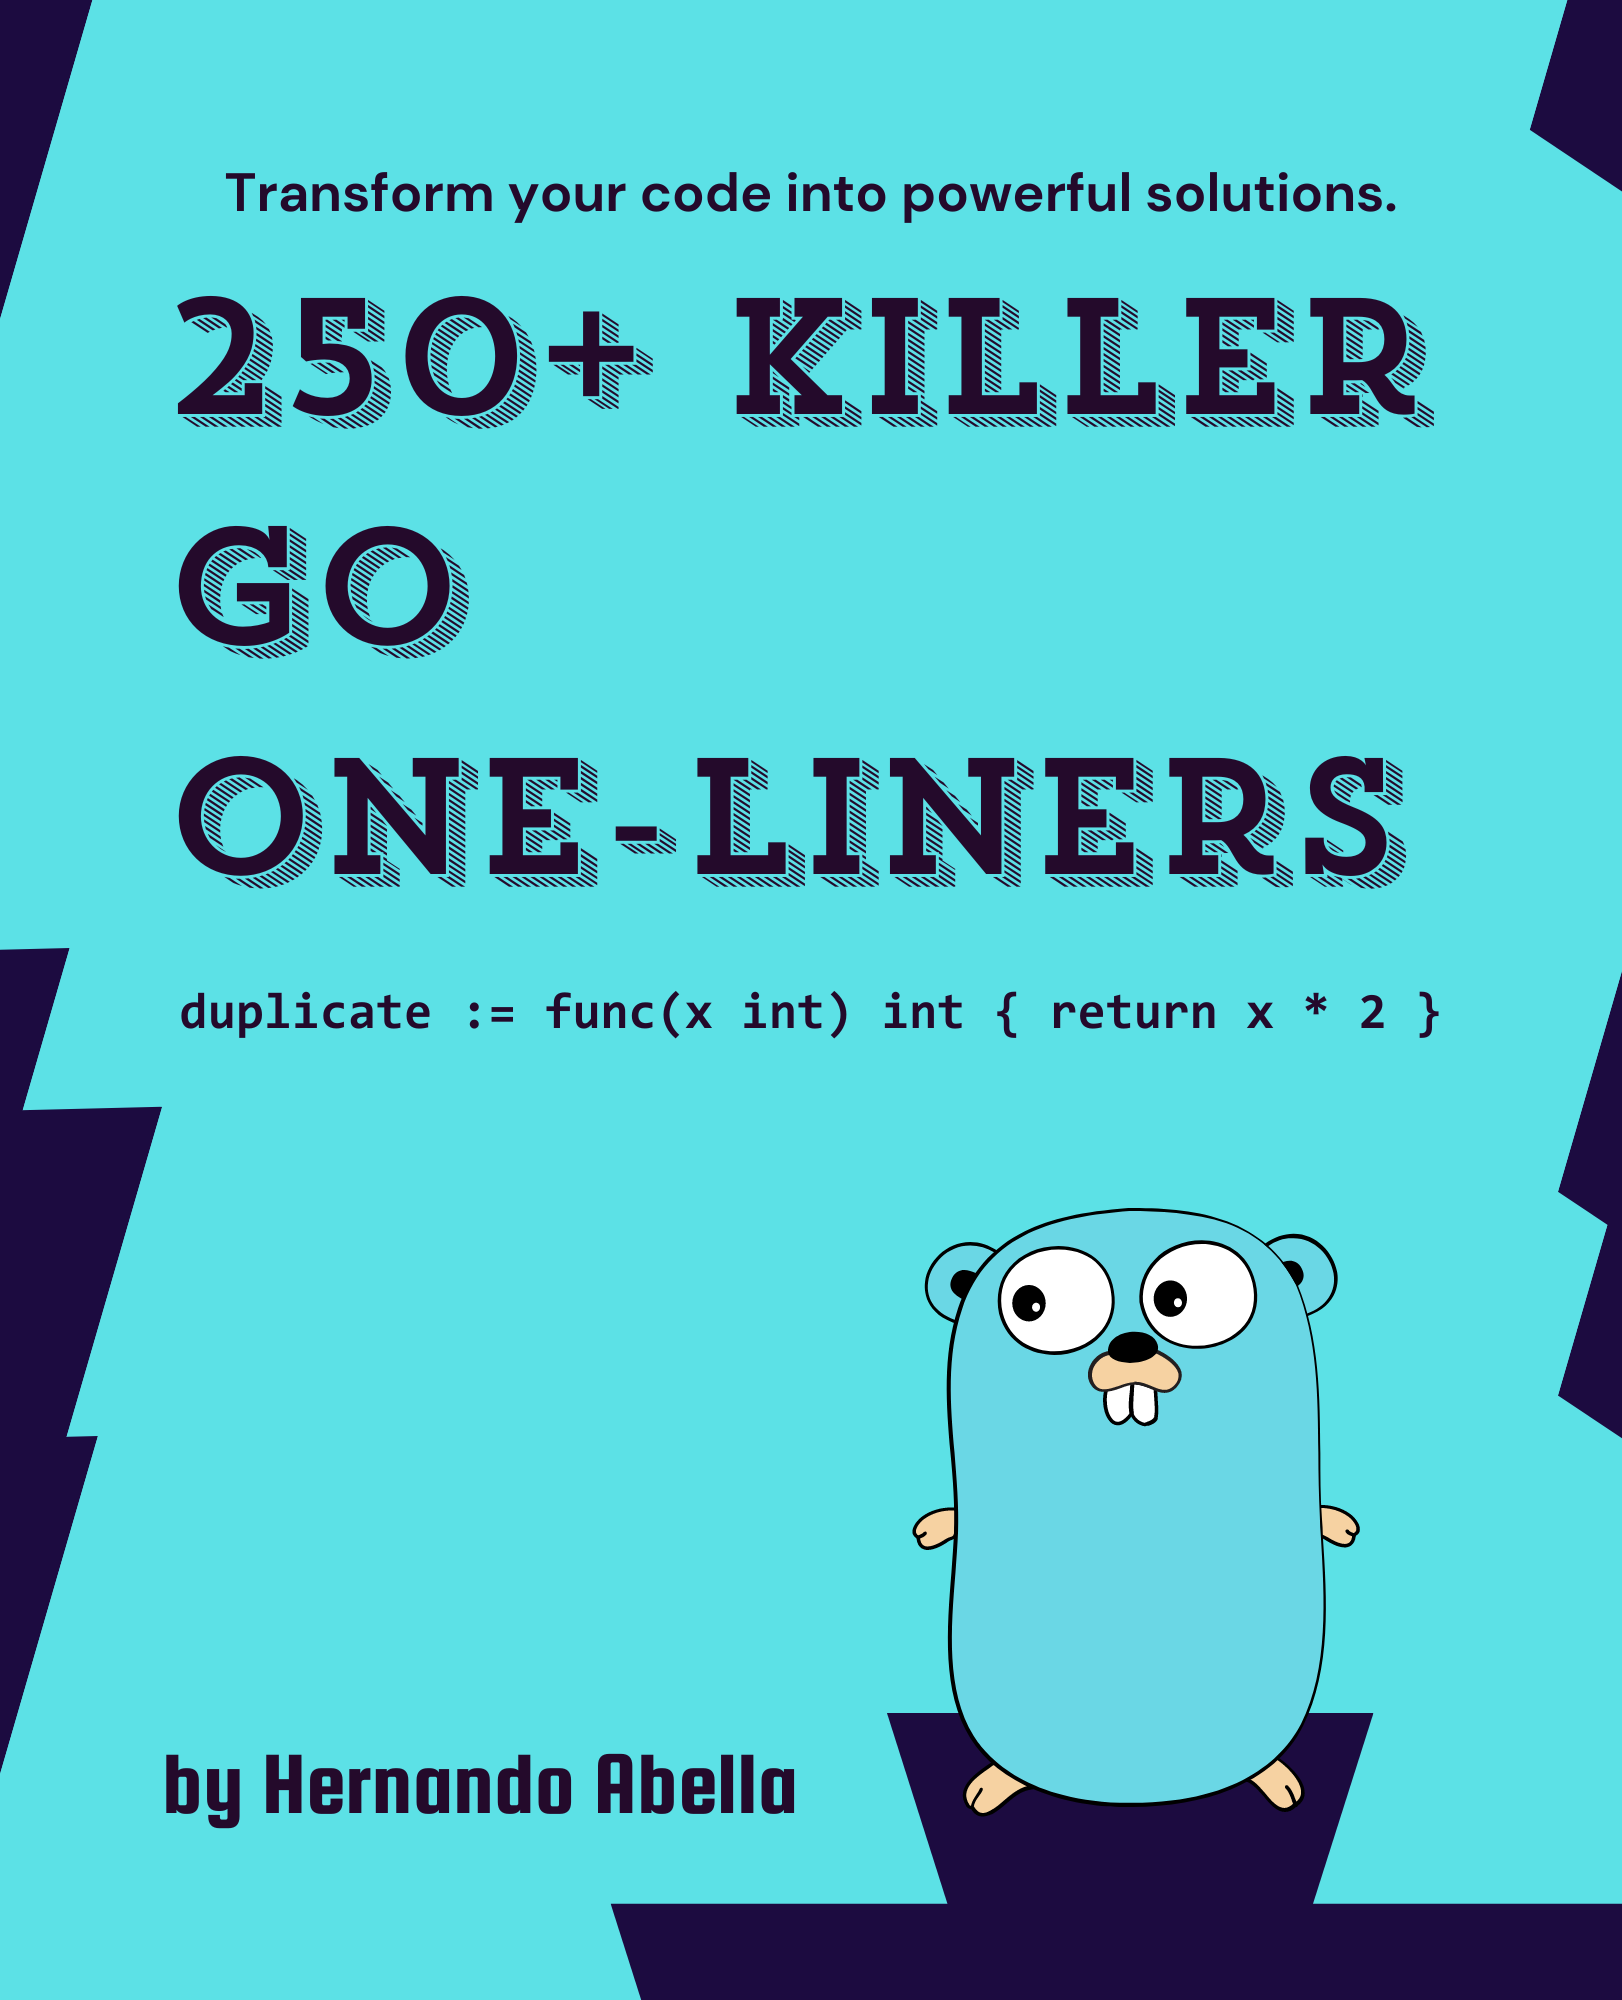 Transform your code into powerful solutions.
250+ KILLER
GO
ONE-LINERS
duplicate := func(x int) int { return x * 2 }
by Hernando Abella